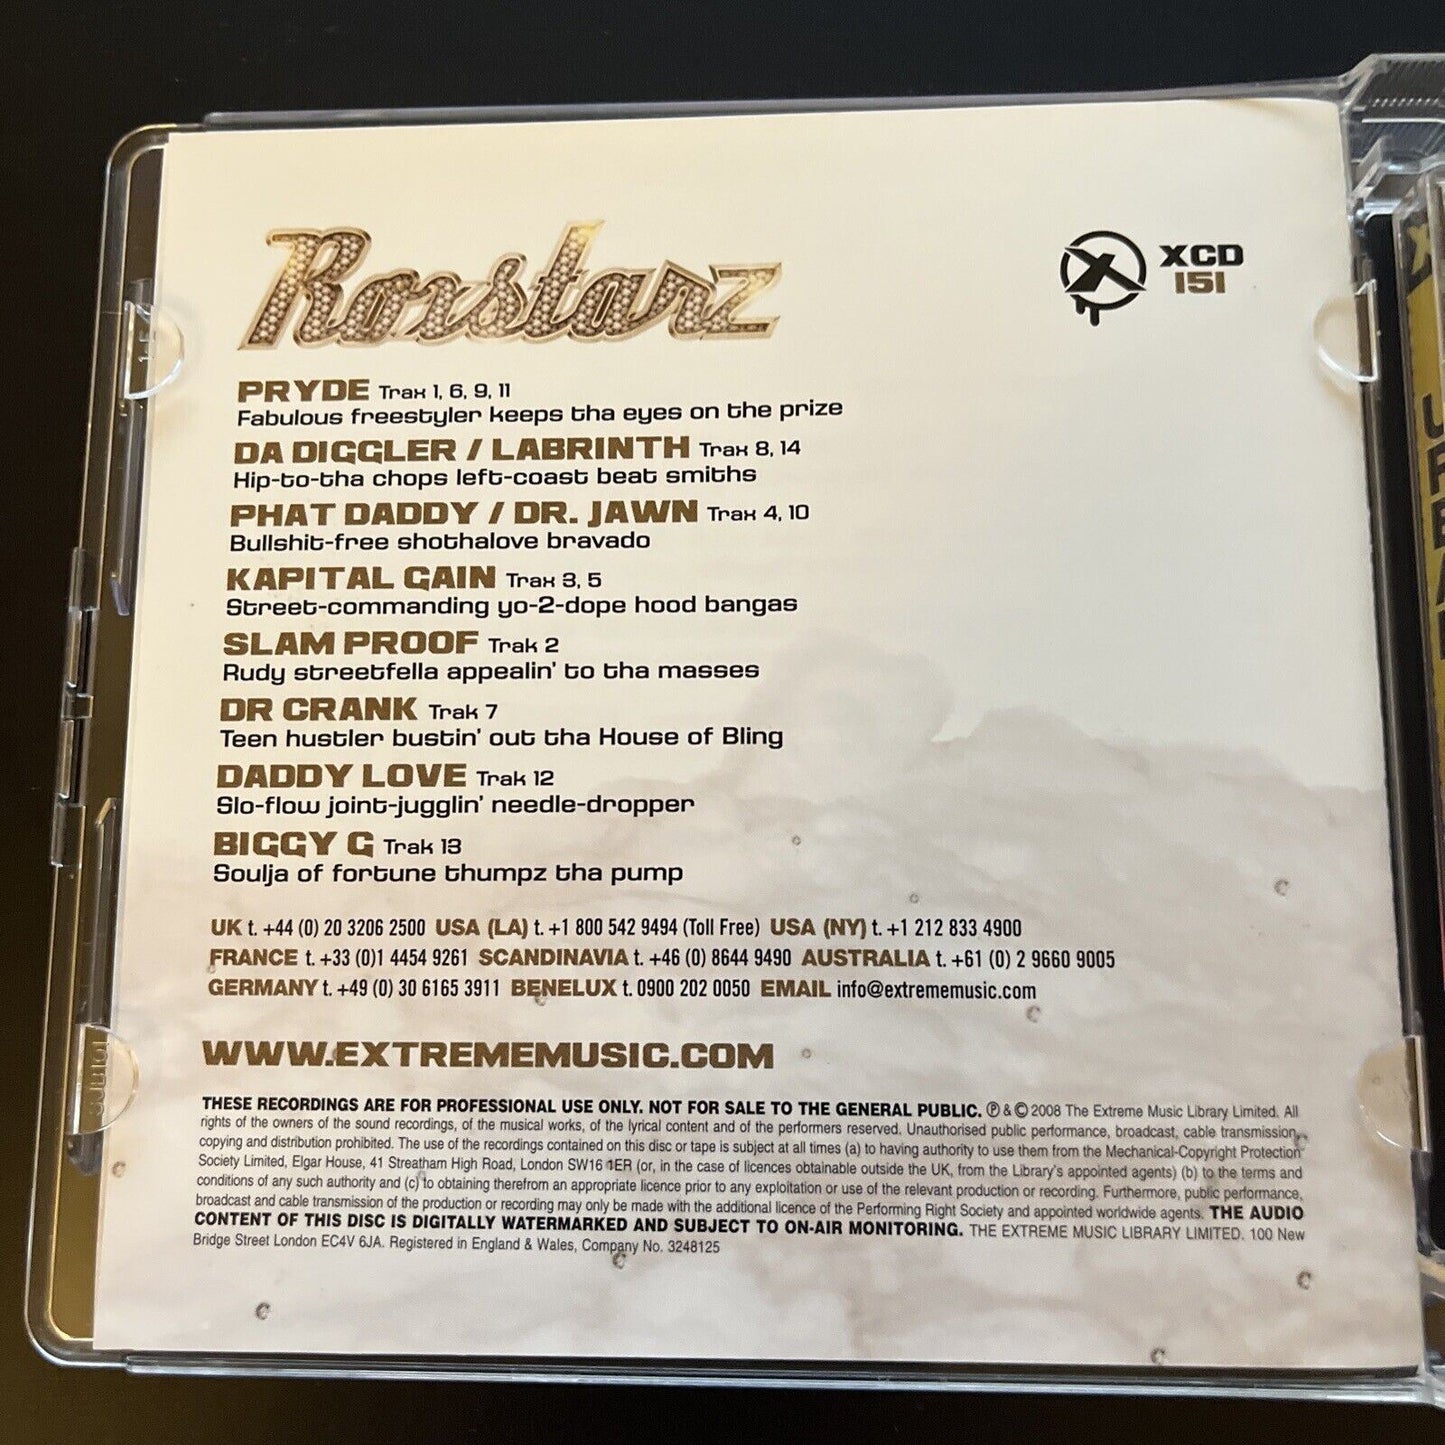 Roxstarz
XCD
151
PRYDE Trax 1, 6, 9, 11
Fabulous freestyler keeps tha eyes on the prize
DA DIGGLER / LABRINTH Trax 8, 14
Hip-to-tha chops left-coast beat smiths
PHAT DADDY / DR. JAWN Trax 4, 10
Bullshit-free shothalove bravado
KAPITAL GAIN Trax 3, 5
Street-commanding yo-2-dope hood bangas
SLAM PROOF Trak 2
Rudy streetfella appealin' to tha masses
DR CRANK Trak 7
Teen hustler bustin' out tha House of Bling
DADDY LOVE Trak 12
Slo-flow joint-jugglin' needle-dropper
BIGGY G Trak 13
Soulja of fortune thumpz tha pump
UK t. +44 (0) 20 3206 2500 USA (LA) t. +1 800 542 9494 (Toll Free) USA (NY) t. +1 212 833 4900
FRANCE t. +33 (0)1 4454 9261 SCANDINAVIA t. +46 (0) 8644 9490 AUSTRALIA t. +61 (0) 2 9660 9005
GERMANY t. +49 (0) 30 6165 3911 BENELUX t. 0900 202 0050 EMAIL info@extrememusic.com
WWW.EXTREMEMUSIC.COM
THESE RECORDINGS ARE FOR PROFESSIONAL USE ONLY. NOT FOR SALE TO THE GENERAL PUBLIC. ℗ & © 2008 The Extreme Music Library Limited. All
rights of the owners of the sound recordings, of the musical works, of the lyrical content and of the performers reserved. Unauthorised public performance, broadcast, cable transmission,
copying and distribution prohibited. The use of the recordings contained on this disc or tape is subject at all times (a) to having authority to use them from the Mechanical-Copyright Protection
Society Limited, Elgar House, 41 Streatham High Road, London SW16 1ER (or, in the case of licences obtainable outside the UK, from the Library's appointed agents) (b) to the terms and
conditions of any such authority and (c) to obtaining therefrom an appropriate licence prior to any exploitation or use of the relevant production or recording. Furthermore, public performance,
broadcast and cable transmission of the production or recording may only be made with the additional licence of the Performing Right Society and appointed worldwide agents. THE AUDIO
CONTENT OF THIS DISC IS DIGITALLY WATERMARKED AND SUBJECT TO ON-AIR MONITORING. THE EXTREME MUSIC LIBRARY LIMITED. 100 New
Bridge Street London EC4V 6JA. Registered in England & Wales, Company No. 3248125